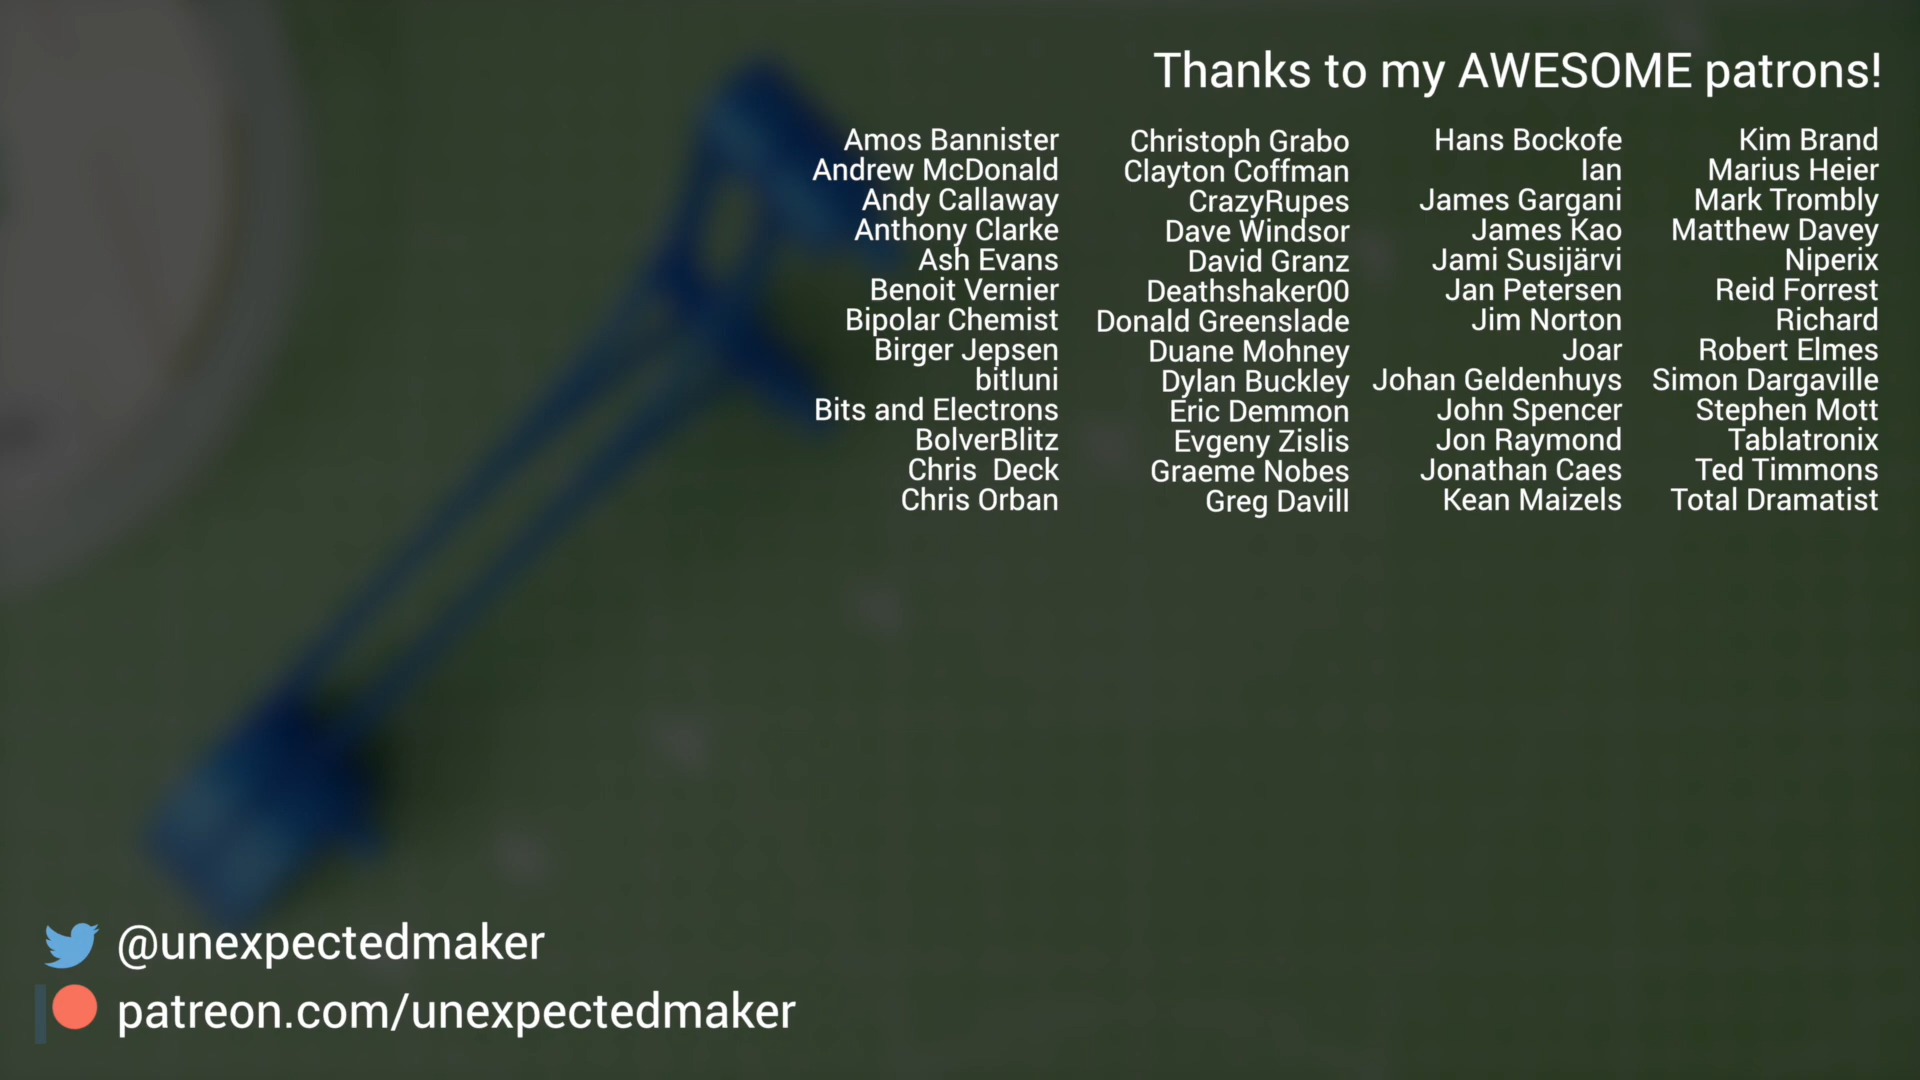 Thanks to my AWESOME patrons!
Amos Bannister
Andrew McDonald
Andy Callaway
Anthony Clarke
Ash Evans
Benoit Vernier
Bipolar Chemist
Birger Jepsen
bitluni
Bits and Electrons
BolverBlitz
Chris  Deck
Chris Orban
Christoph Grabo
Clayton Coffman
CrazyRupes
Dave Windsor
David Granz
Deathshaker00
Donald Greenslade
Duane Mohney
Dylan Buckley
Eric Demmon
Evgeny Zislis
Graeme Nobes
Greg Davill
Hans Bockofe
Ian
James Gargani
James Kao
Jami Susijärvi
Jan Petersen
Jim Norton
Joar
Johan Geldenhuys
John Spencer
Jon Raymond
Jonathan Caes
Kean Maizels
Kim Brand
Marius Heier
Mark Trombly
Matthew Davey
Niperix
Reid Forrest
Richard
Robert Elmes
Simon Dargaville
Stephen Mott
Tablatronix
Ted Timmons
Total Dramatist
@unexpectedmaker
patreon.com/unexpectedmaker